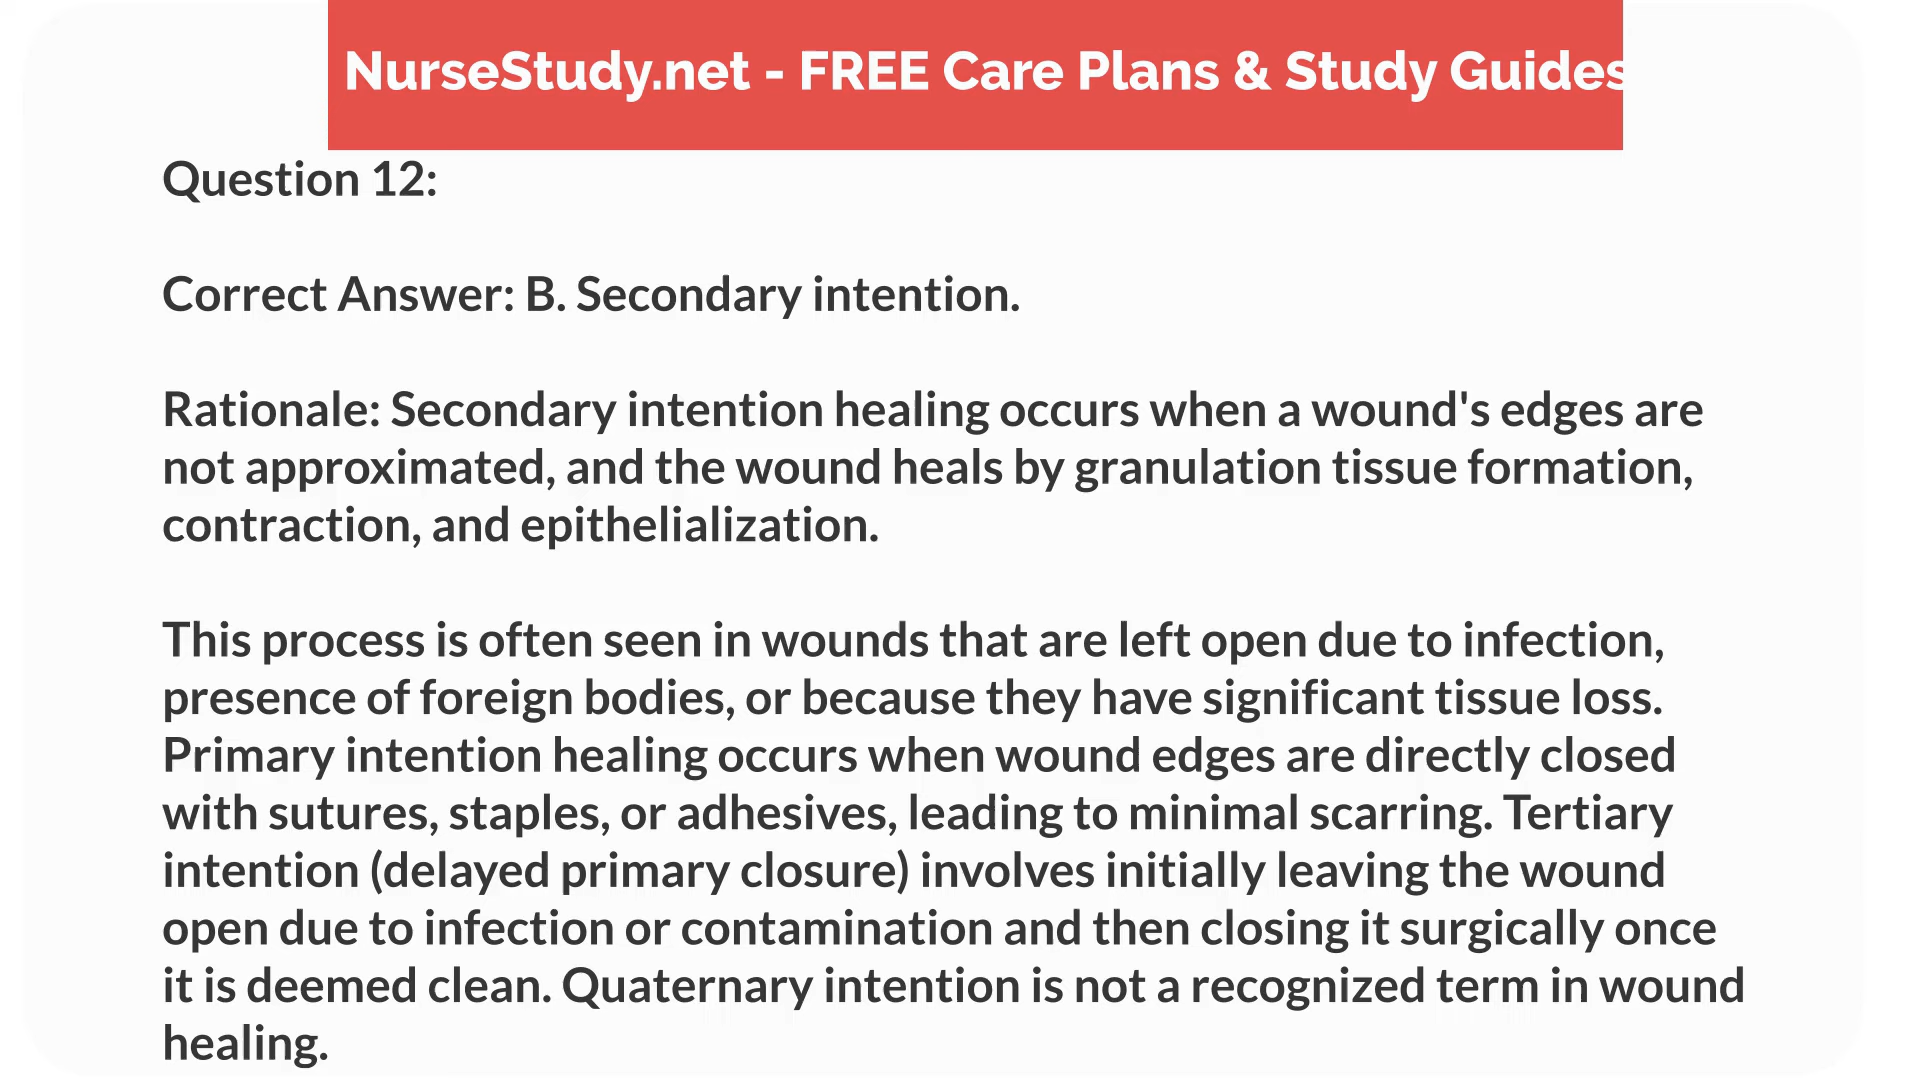 NurseStudy.net - FREE Care Plans & Study Guides
Question 12:
Correct Answer: B. Secondary intention.
Rationale: Secondary intention healing occurs when a wound's edges are
not approximated, and the wound heals by granulation tissue formation,
contraction, and epithelialization.
This process is often seen in wounds that are left open due to infection,
presence of foreign bodies, or because they have significant tissue loss.
Primary intention healing occurs when wound edges are directly closed
with sutures, staples, or adhesives, leading to minimal scarring. Tertiary
intention (delayed primary closure) involves initially leaving the wound
open due to infection or contamination and then closing it surgically once
it is deemed clean. Quaternary intention is not a recognized term in wound
healing.